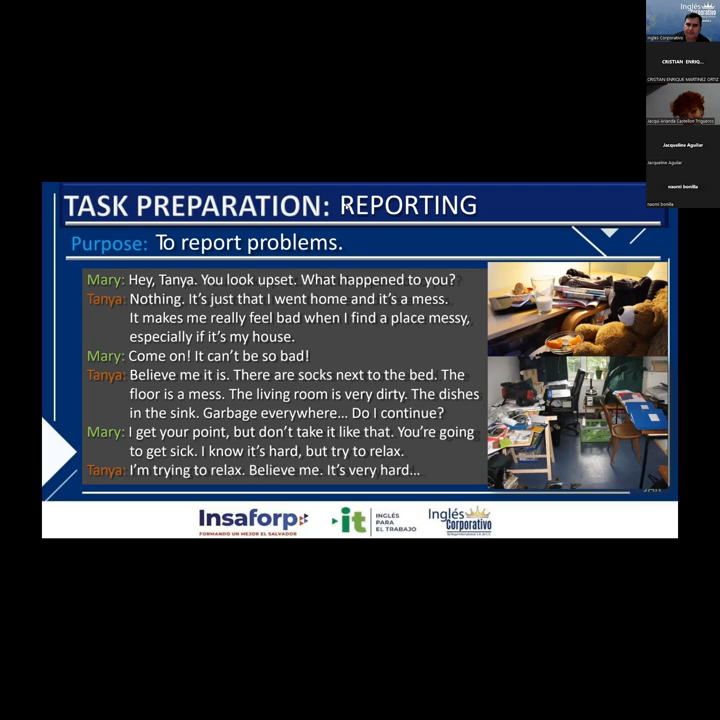 TASK PREPARATION: REPORTING
Purpose: To report problems.
Mary: Hey, Tanya. You look upset. What happened to you?
Tanya: Nothing. It's just that I went home and it's a mess.
It makes me really feel bad when I find a place messy,
especially if it's my house.
Mary: Come on! It can't be so bad!
Tanya: Believe me it is. There are socks next to the bed. The
floor is a mess. The living room is very dirty. The dishes
in the sink. Garbage everywhere... Do I continue?
Mary: I get your point, but don't take it like that. You're going
to get sick. I know it's hard, but try to relax.
Tanya: I'm trying to relax. Believe me. It's very hard...
Insaforp
FORMANDO UN MEJOR EL SALVADOR
it
INGLÉS
PARA
EL TRABAJO
Inglés
Corporativo
Inglés
Corporativo
Ingles Corporativo
CRISTIAN ENRIQ...
CRISTIAN ENRIQUE MARTINEZ ORTIZ
Jacqui Arianda Castellon Trigueros
Jacqueline Aguilar
Jacqueline Aguilar
naomi bonilla
naomi bonilla